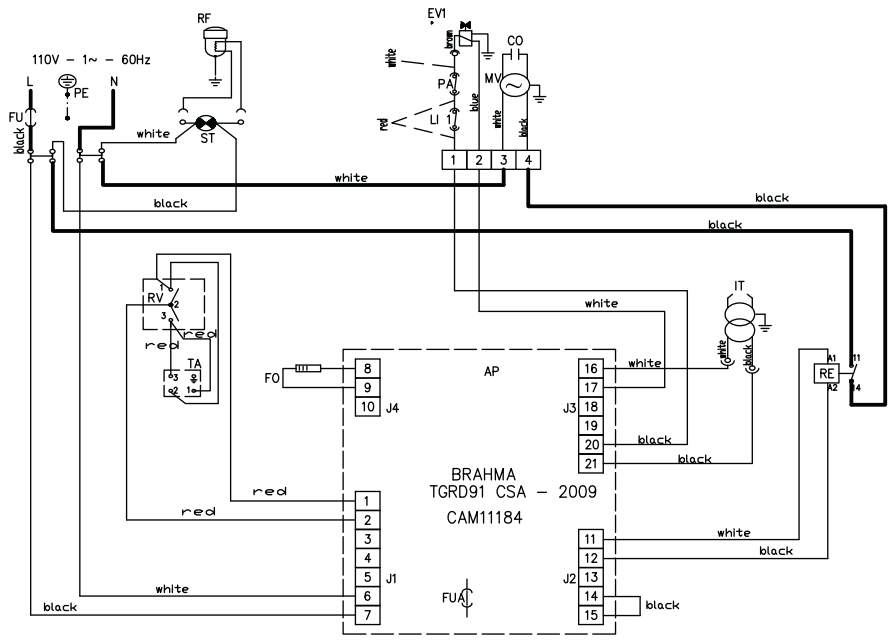 RF
EV1
110V - 1~ - 60Hz
L
PE
N
FU
black
white
ST
white
brown
PA
red
LI 1
blue
CO
MV
white
black
1 2 3 4
white
black
black
black
RV
1
2
3
red
red
TA
3
2 1
white
IT
white
black
A1 11
RE
A2 14
FO
8
9
10
J4
AP
16
17
18
19
20
21
J3
white
black
black
BRAHMA
TGRD91 CSA - 2009
CAM11184
red
red
1
2
3
4
5
6
7
J1
white
black
FUA
11
12
13
14
15
J2
white
black
black